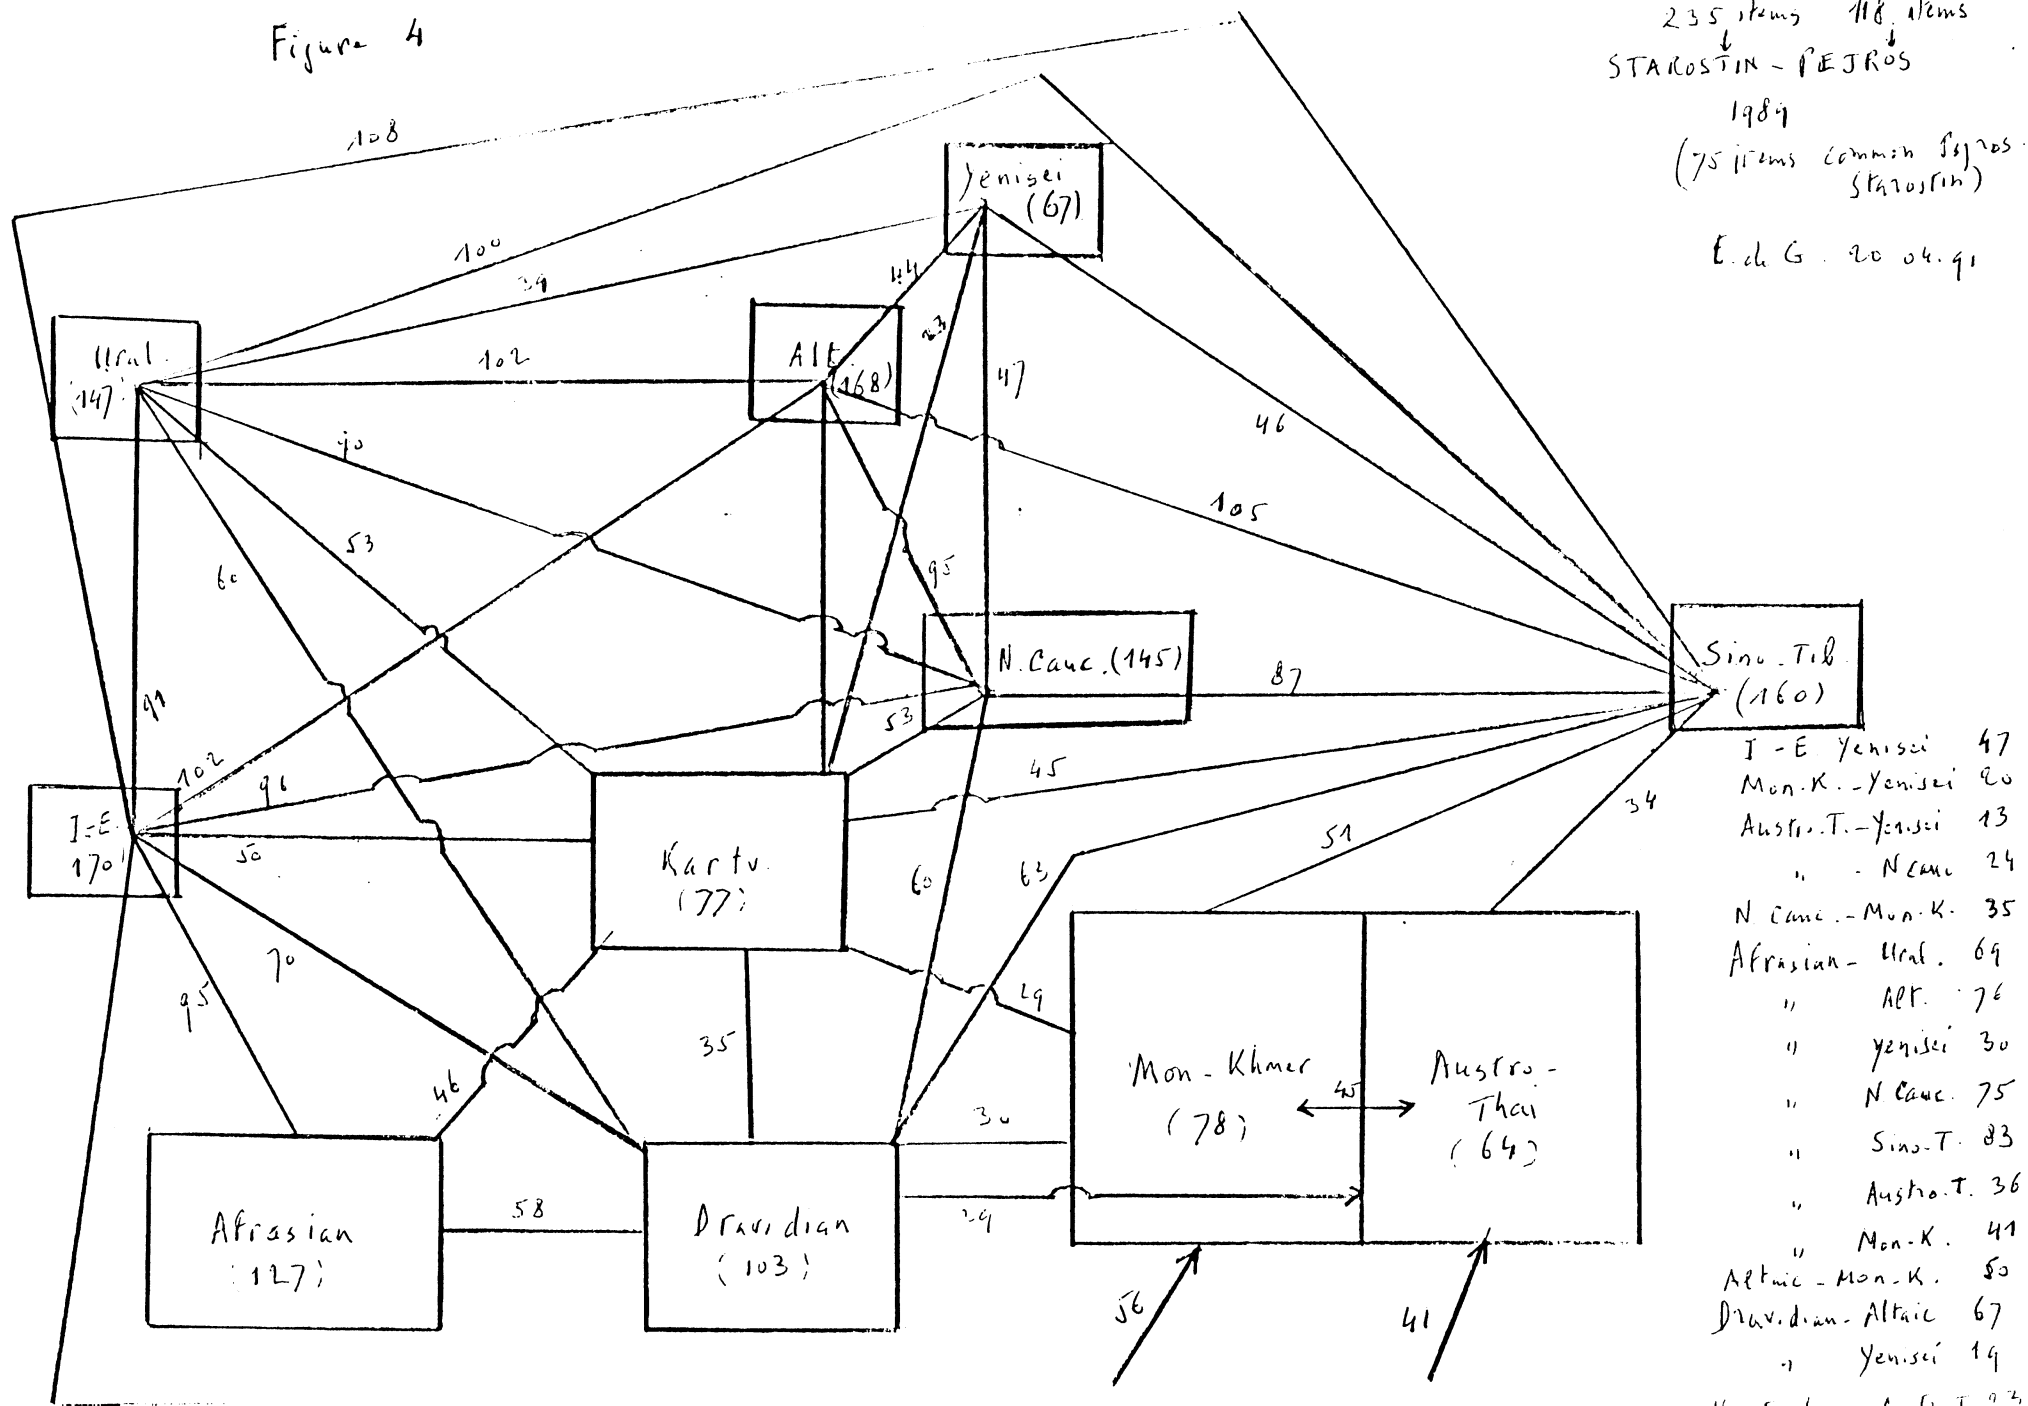 Figure 4
235 items 118 items
STAROSTIN - PEJROS
1989
(75 items common Pejros -
Starostin)
E. de G. 20 04. 91
108
100
39
Yenisei
(67)
44
23
47
46
Ural.
(147)
102
Alt.
(168)
53
60
105
95
91
N. Cauc. (145)
87
Sino-Tib.
(160)
53
102
96
45
34
51
I-E.
170
50
Kartv.
(77)
60
63
70
95
35
29
46
Mon-Khmer
(78)
45
Austro-
Thai
(64)
30
29
Afrasian
(127)
58
Dravidian
(103)
56
41
I-E Yenisei 47
Mon.K. - Yenisei 20
Austro.T. - Yenisei 13
" - N Cauc 24
N. Cauc. - Mon.K. 35
Afrasian - Ural. 69
" Alt. 76
" Yenisei 30
" N Cauc. 75
" Sino-T. 83
" Austro.T. 36
" Mon-K. 41
Altaic - Mon-K. 50
Dravidian - Altaic 67
" Yenisei 19